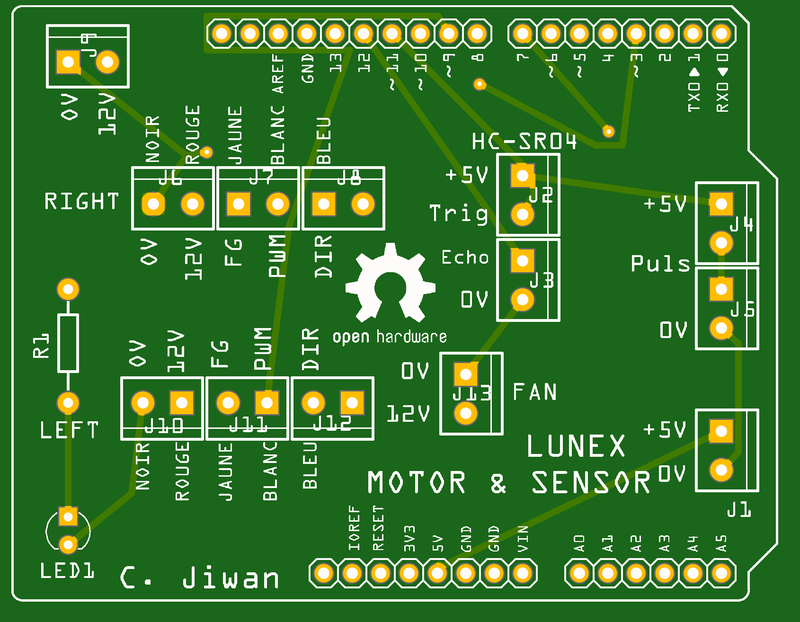 J9
0V
12V
AREF
GND
13
12
~11
~10
~9
8
7
~6
~5
4
~3
2
TX0▶1
RX0◀0
NOIR
ROUGE
JAUNE
BLANC
BLEU
HC-SR04
RIGHT
J6
J7
J8
+5V
J2
Trig
+5V
J4
0V
12V
FG
PWM
DIR
Echo
J3
0V
Puls
J5
0V
open hardware
R1
0V
12V
FG
PWM
DIR
0V
J13
12V
FAN
LEFT
J10
J11
J12
NOIR
ROUGE
JAUNE
BLANC
BLEU
LUNEX
MOTOR & SENSOR
+5V
0V
J1
IOREF
RESET
3V3
5V
GND
GND
VIN
A0
A1
A2
A3
A4
A5
LED1
C. Jiwan